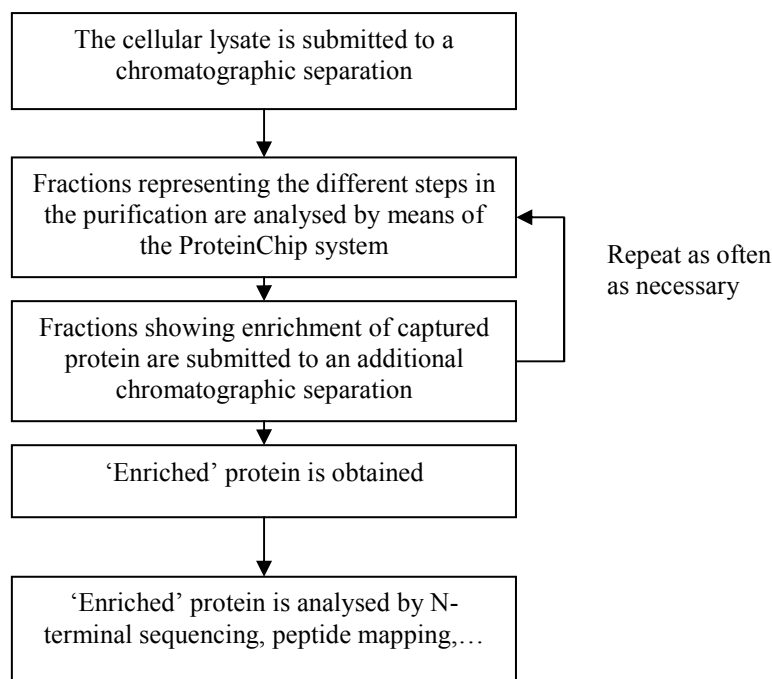 The cellular lysate is submitted to a
chromatographic separation
Fractions representing the different steps in
the purification are analysed by means of
the ProteinChip system
Repeat as often
as necessary
Fractions showing enrichment of captured
protein are submitted to an additional
chromatographic separation
‘Enriched’ protein is obtained
‘Enriched’ protein is analysed by N-
terminal sequencing, peptide mapping,…